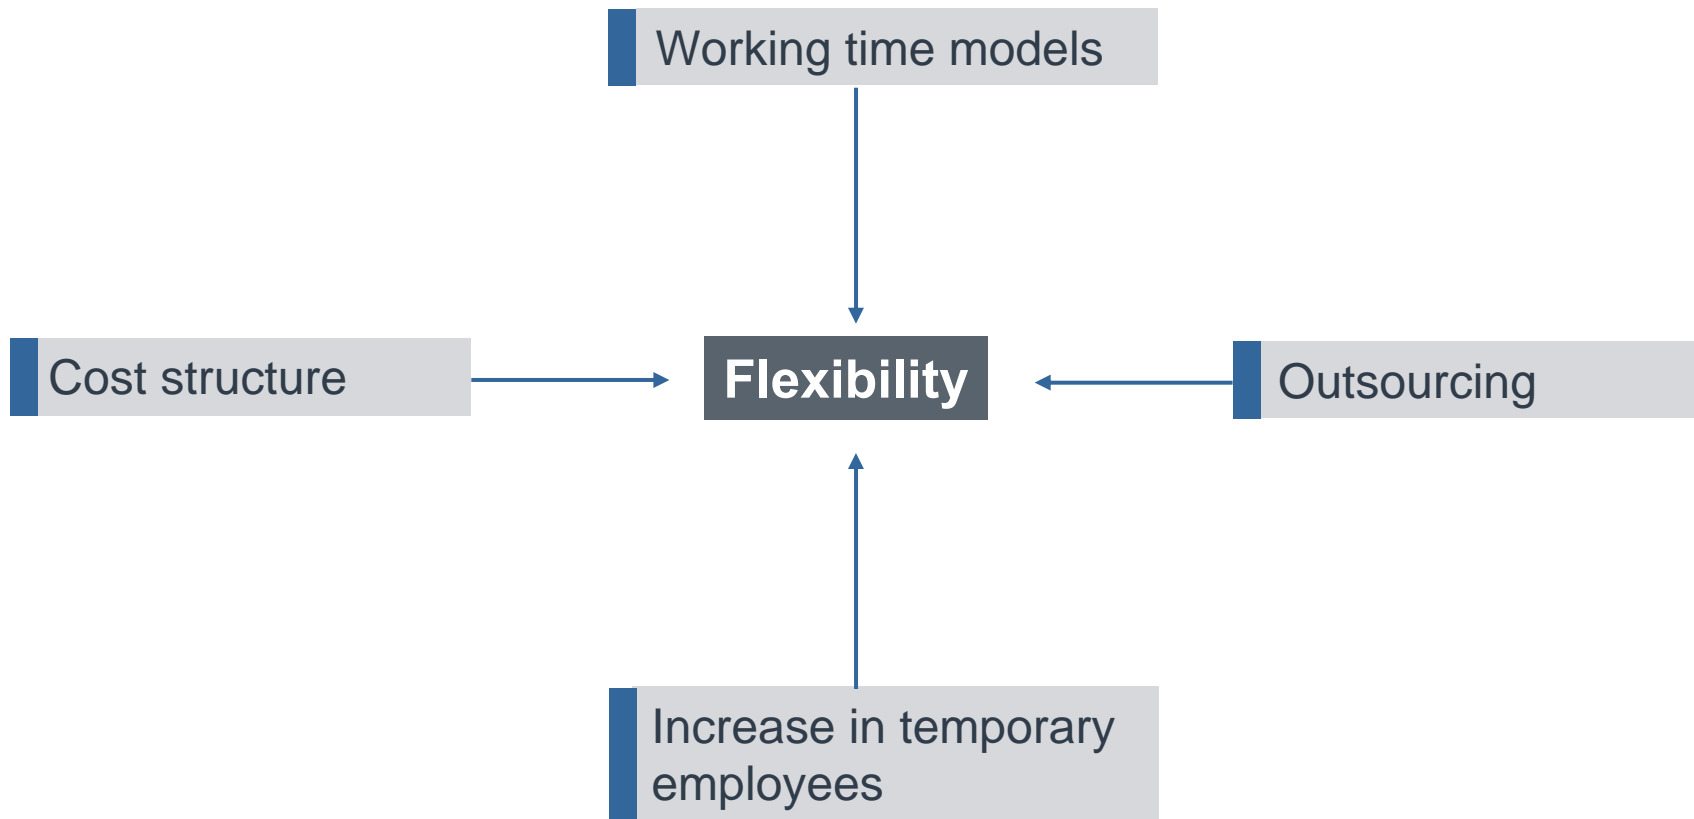 Working time models
Cost structure
Flexibility
Outsourcing
Increase in temporary
employees